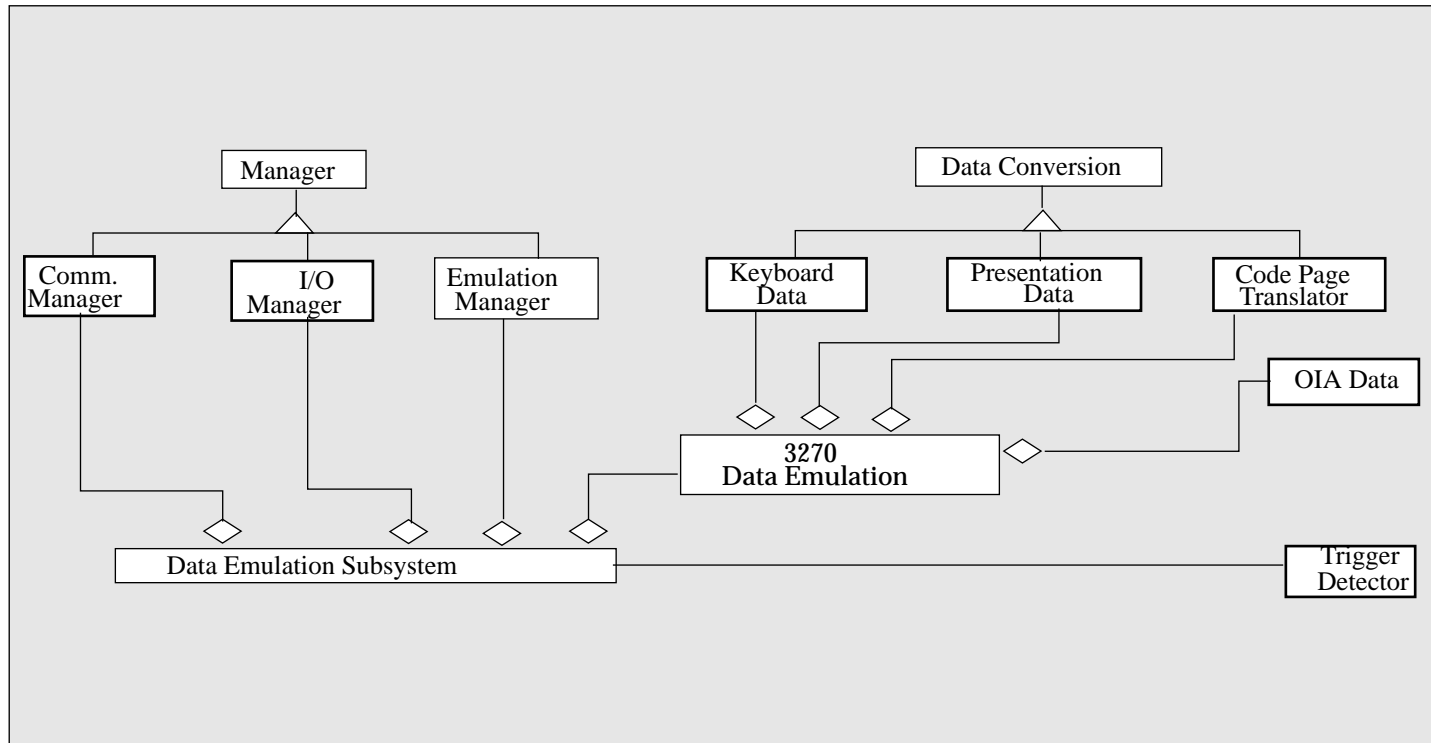 Manager
Data Conversion
Comm.
Manager
I/O
Manager
Emulation
Manager
Keyboard
Data
Presentation
Data
Code Page
Translator
OIA Data
3270
Data Emulation
Data Emulation Subsystem
Trigger
Detector